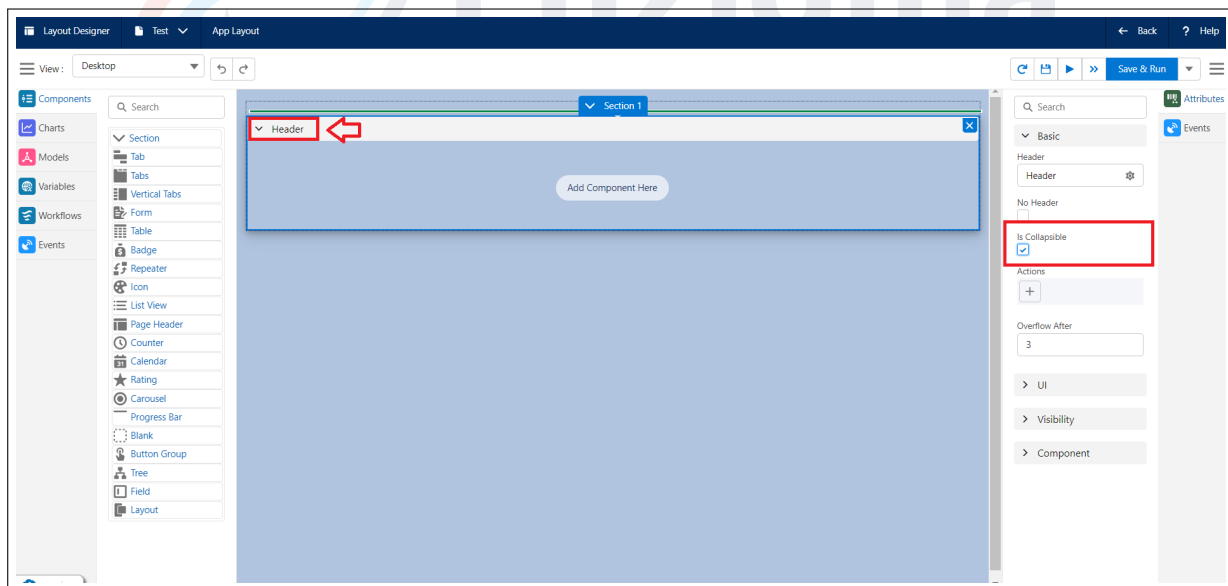 Layout Designer
Test
App Layout
Back
? Help
View :
Desktop
Save & Run
Components
Charts
Models
Variables
Workflows
Events
Search
Section
Tab
Tabs
Vertical Tabs
Form
Table
Badge
Repeater
Icon
List View
Page Header
Counter
31 Calendar
Rating
Carousel
Progress Bar
Blank
Button Group
Tree
Field
Layout
Section 1
Header
Add Component Here
Search
Basic
Header
Header
No Header
Is Collapsible
Actions
Overflow After
3
UI
Visibility
Component
Attributes
Events